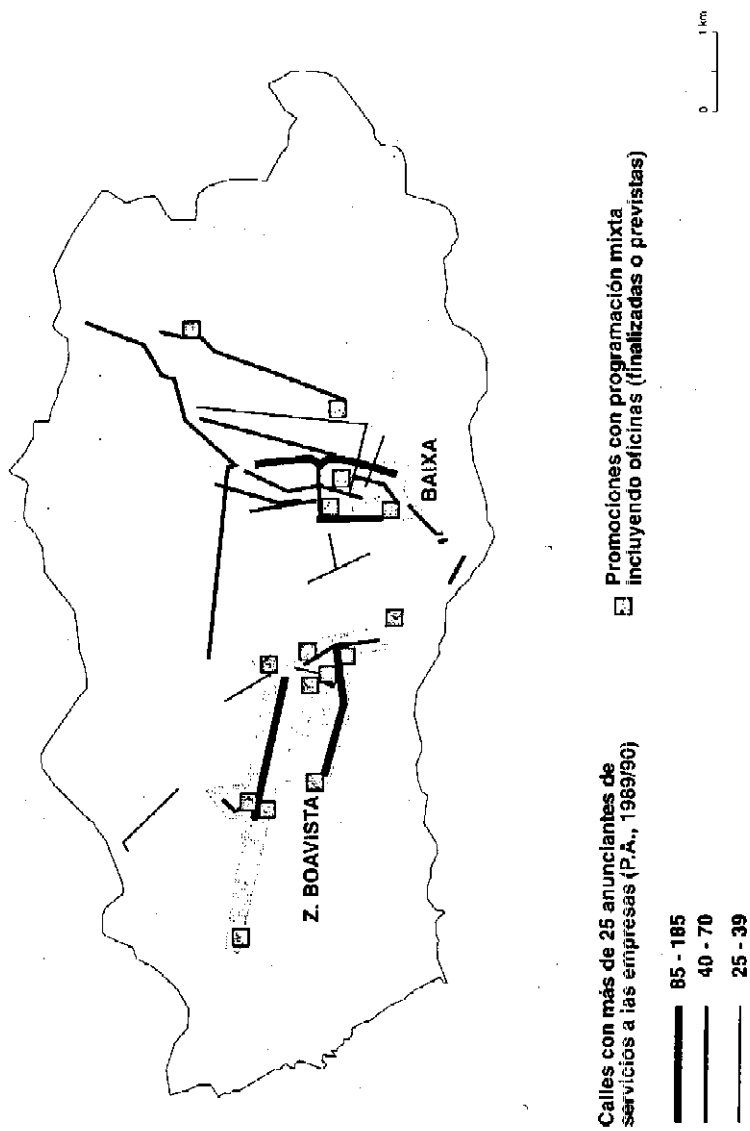 BAIXA
Z. BOAVISTA
Calles con más de 25 anunciantes de
servicios a las empresas (P.A., 1989/90)
85 - 185
40 - 70
25 - 39
Promociones con programación mixta
incluyendo oficinas (finalizadas o previstas)
0 1 km